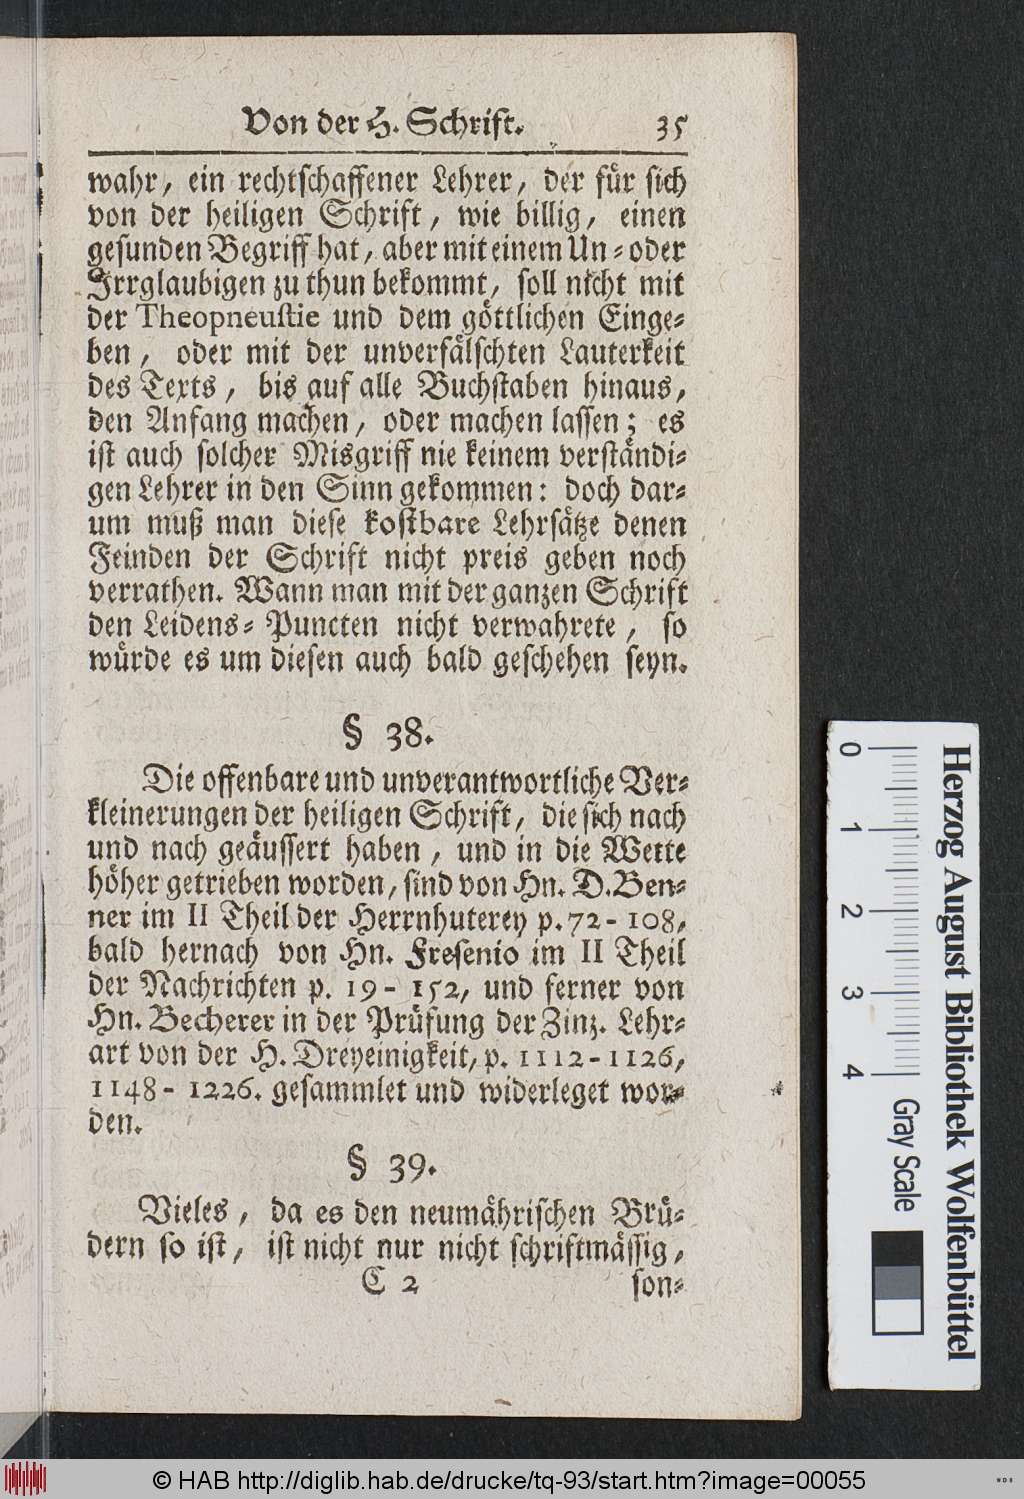 Von der H. Schrift. 35
wahr, ein rechtschaffener Lehrer, der für sich
von der heiligen Schrift, wie billig, einen
gesunden Begriff hat, aber mit einem Un- oder
Irrglaubigen zu thun bekommt, soll nicht mit
der Theopneustie und dem göttlichen Einge-
ben, oder mit der unverfälschten Lauterkeit
des Texts, bis auf alle Buchstaben hinaus,
den Anfang machen, oder machen lassen; es
ist auch solcher Misgriff nie keinem verständi-
gen Lehrer in den Sinn gekommen: doch dar-
um muß man diese kostbare Lehrsätze denen
Feinden der Schrift nicht preis geben noch
verrathen. Wann man mit der ganzen Schrift
den Leidens-Puncten nicht verwahrete, so
würde es um diesen auch bald geschehen seyn.
§ 38.
Die offenbare und unverantwortliche Ver-
kleinerungen der heiligen Schrift, die sich nach
und nach geäussert haben, und in die Wette
höher getrieben worden, sind von Hn. D. Ben-
ner im II Theil der Herrnhuterey p. 72-108,
bald hernach von Hn. Fresenio im II Theil
der Nachrichten p. 19-152, und ferner von
Hn. Becherer in der Prüfung der Zinz. Lehr-
art von der H. Dreyeinigkeit, p. 1112-1126,
1148-1226. gesammlet und widerleget wor-
den.
§ 39.
Vieles, da es den neumährischen Brü-
dern so ist, ist nicht nur nicht schriftmässig,
C 2 son-
0 1 2 3 4 Gray Scale
Herzog August Bibliothek Wolfenbüttel
© HAB http://diglib.hab.de/drucke/tq-93/start.htm?image=00055